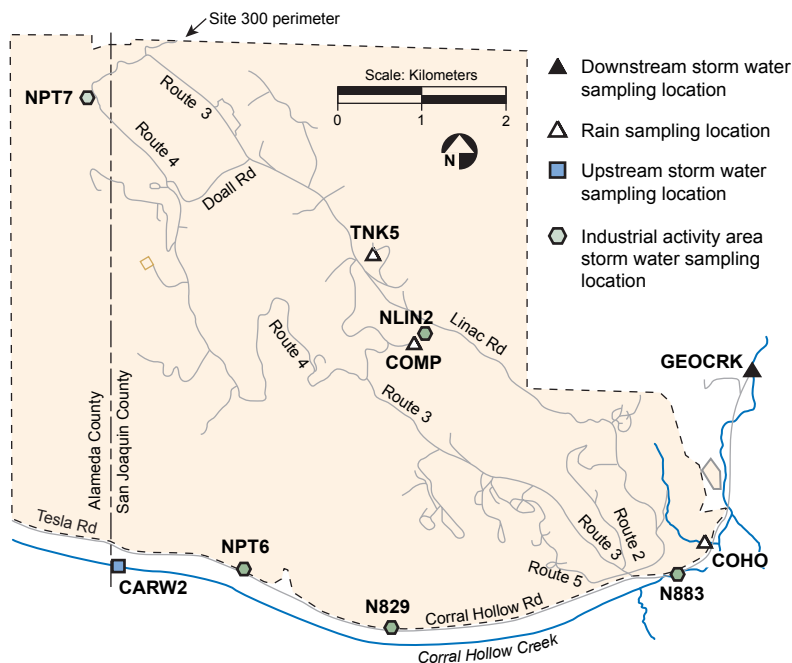 Site 300 perimeter
NPT7
Route 3
Route 4
Doall Rd
Scale: Kilometers
0 1 2
N
Downstream storm water
sampling location
Rain sampling location
Upstream storm water
sampling location
Industrial activity area
storm water sampling
location
TNK5
NLIN2
COMP
Linac Rd
Route 4
Route 3
GEOCRK
Alameda County
San Joaquin County
Tesla Rd
CARW2
NPT6
N829
Corral Hollow Rd
Corral Hollow Creek
Route 5
Route 3
Route 2
N883
COHO